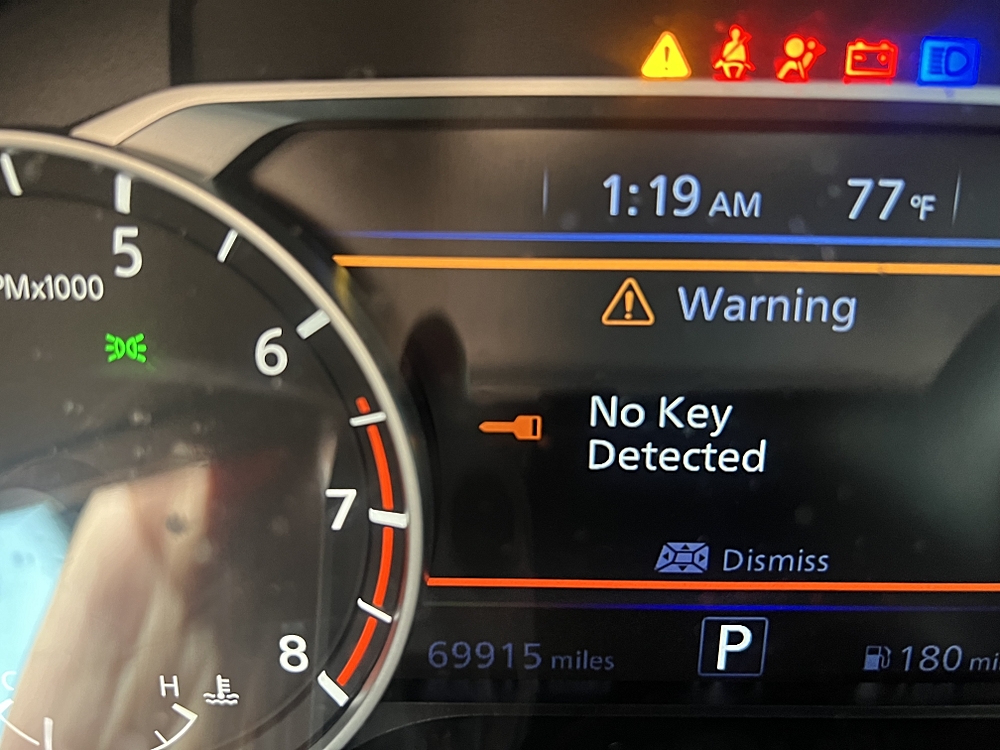 1:19 AM 77°F
5
PMx1000
Warning
6
No Key
Detected
7
Dismiss
8
69915 miles P 180 mi
C H